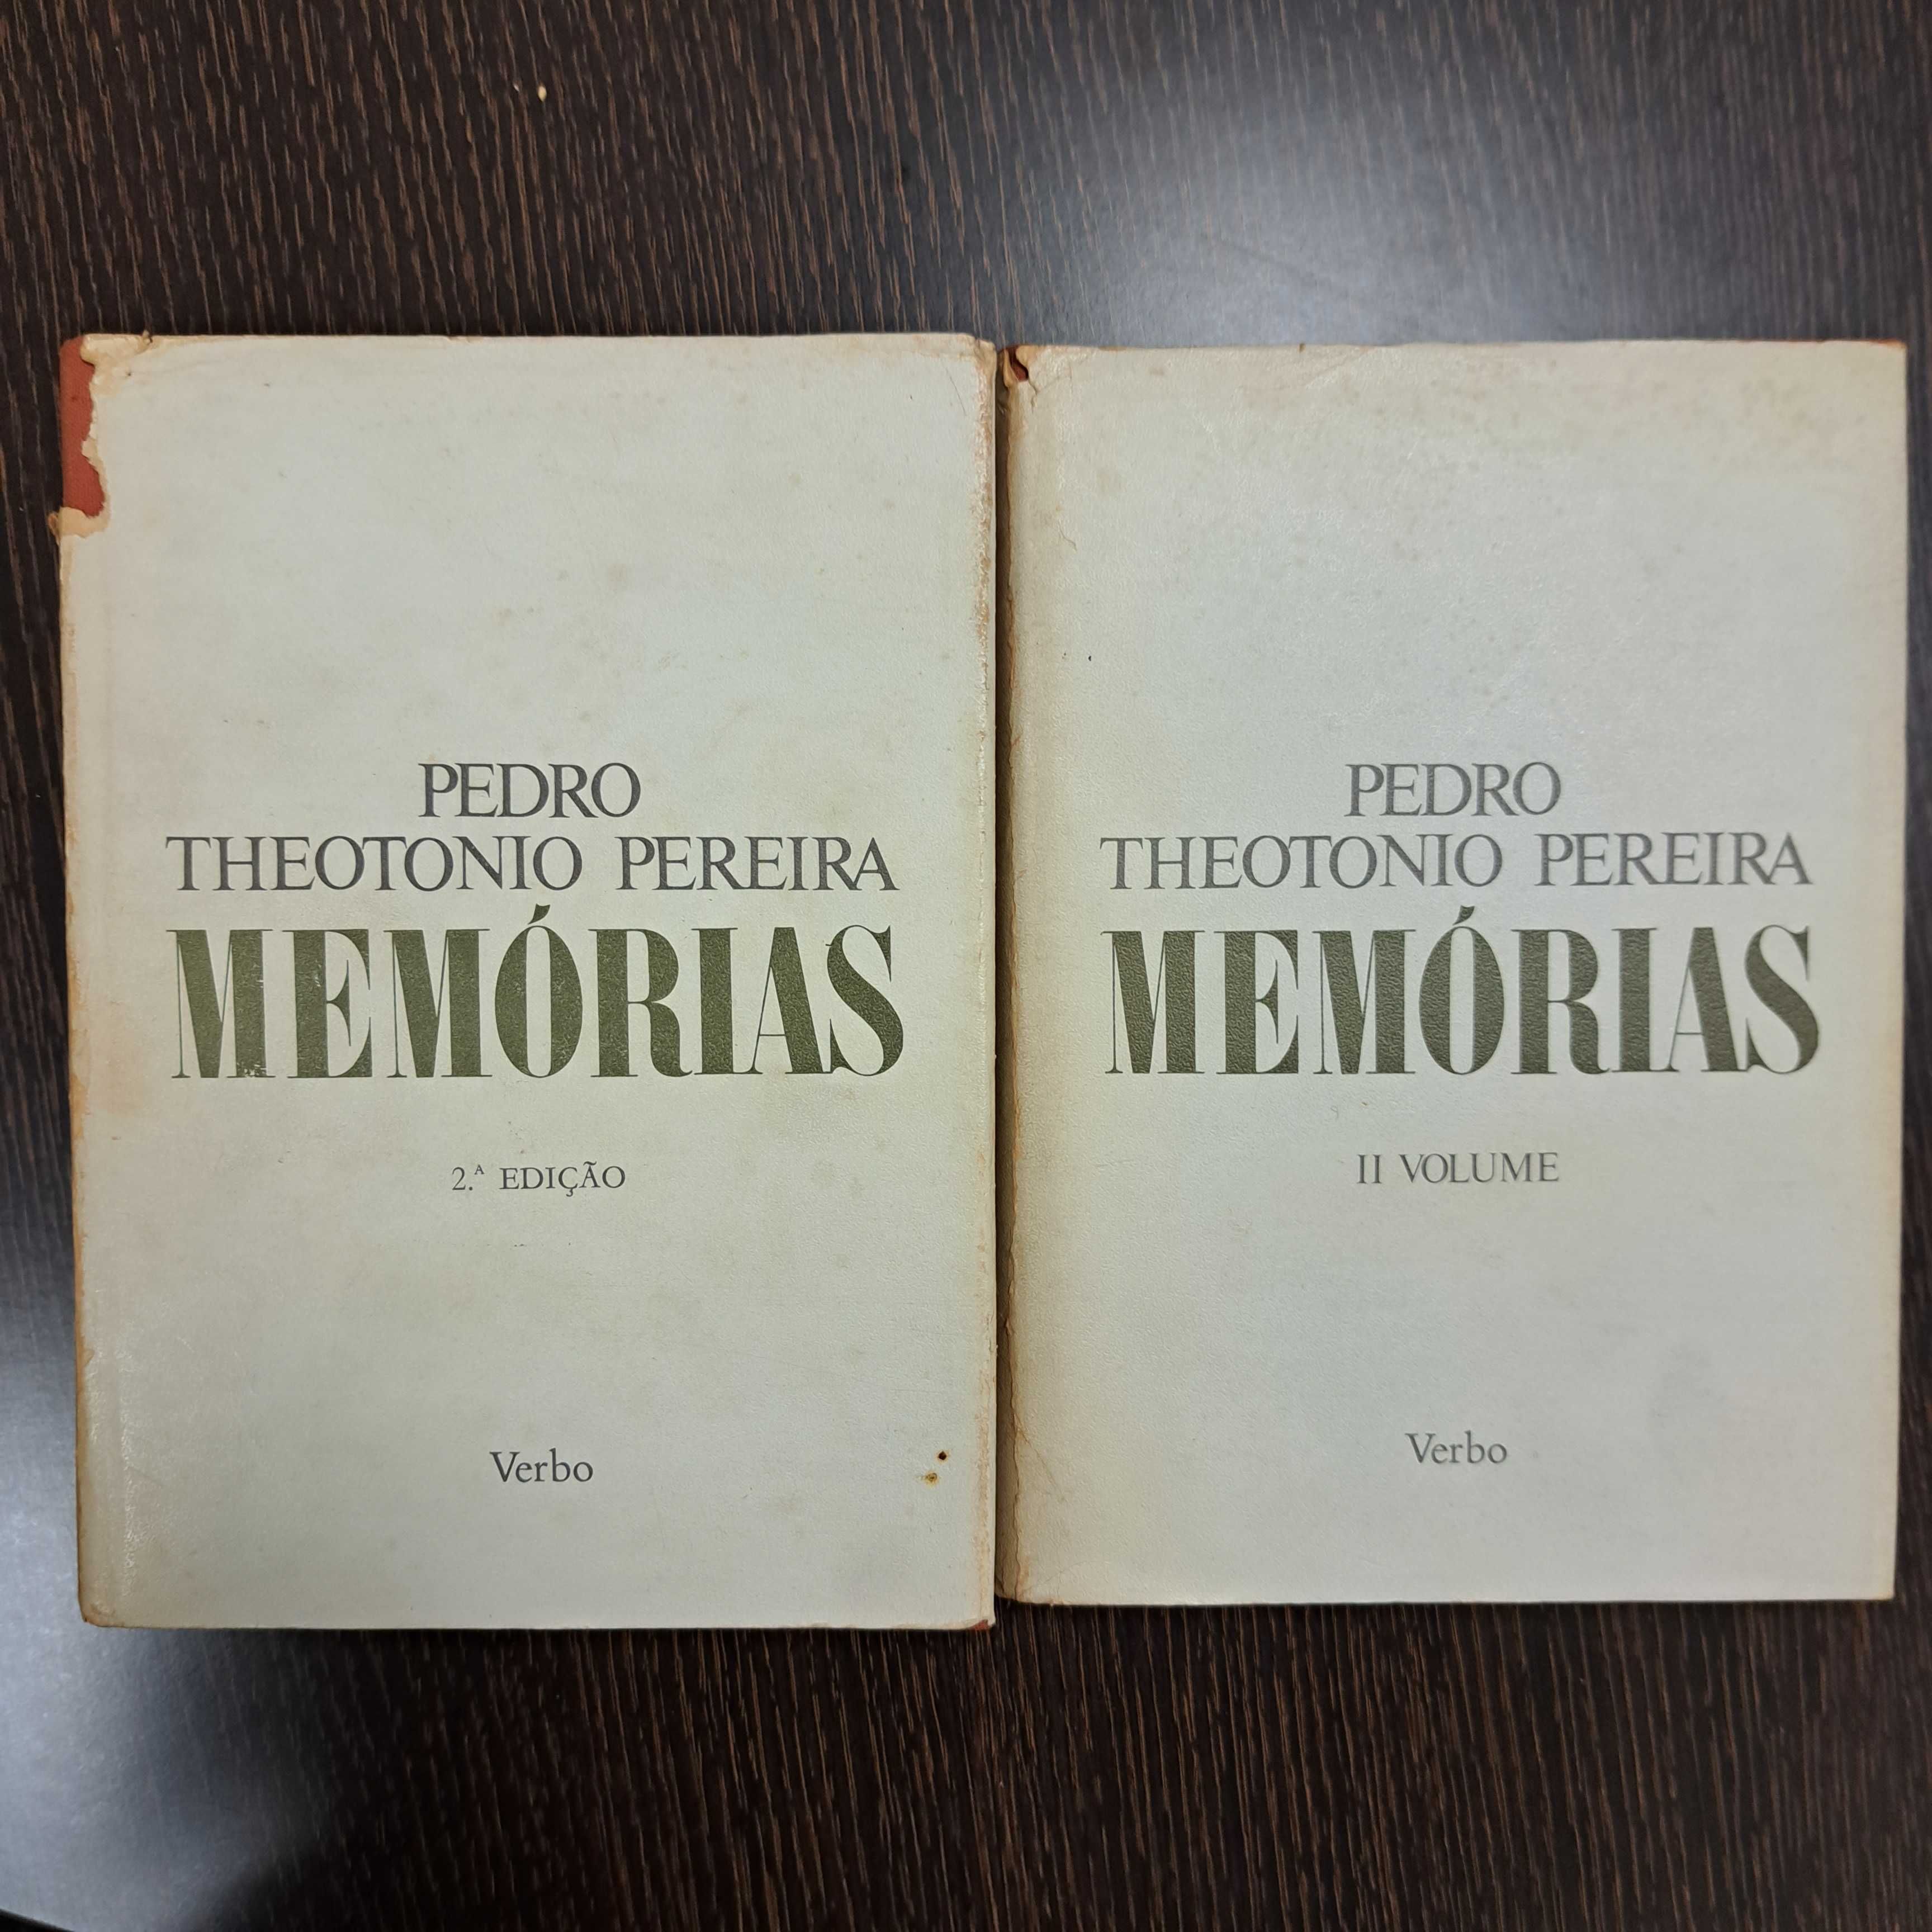 PEDRO
THEOTONIO PEREIRA
MEMÓRIAS
2.ᴬ EDIÇÃO
Verbo
PEDRO
THEOTONIO PEREIRA
MEMÓRIAS
II VOLUME
Verbo